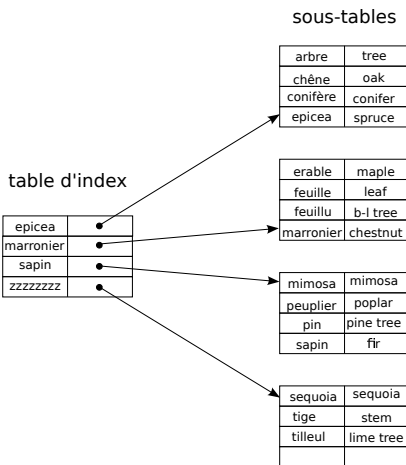 sous-tables
arbre tree
chêne oak
conifère conifer
epicea spruce
erable maple
feuille leaf
feuillu b-l tree
marronier chestnut
table d'index
epicea
marronier
sapin
zzzzzzzz
mimosa mimosa
peuplier poplar
pin pine tree
sapin fir
sequoia sequoia
tige stem
tilleul lime tree